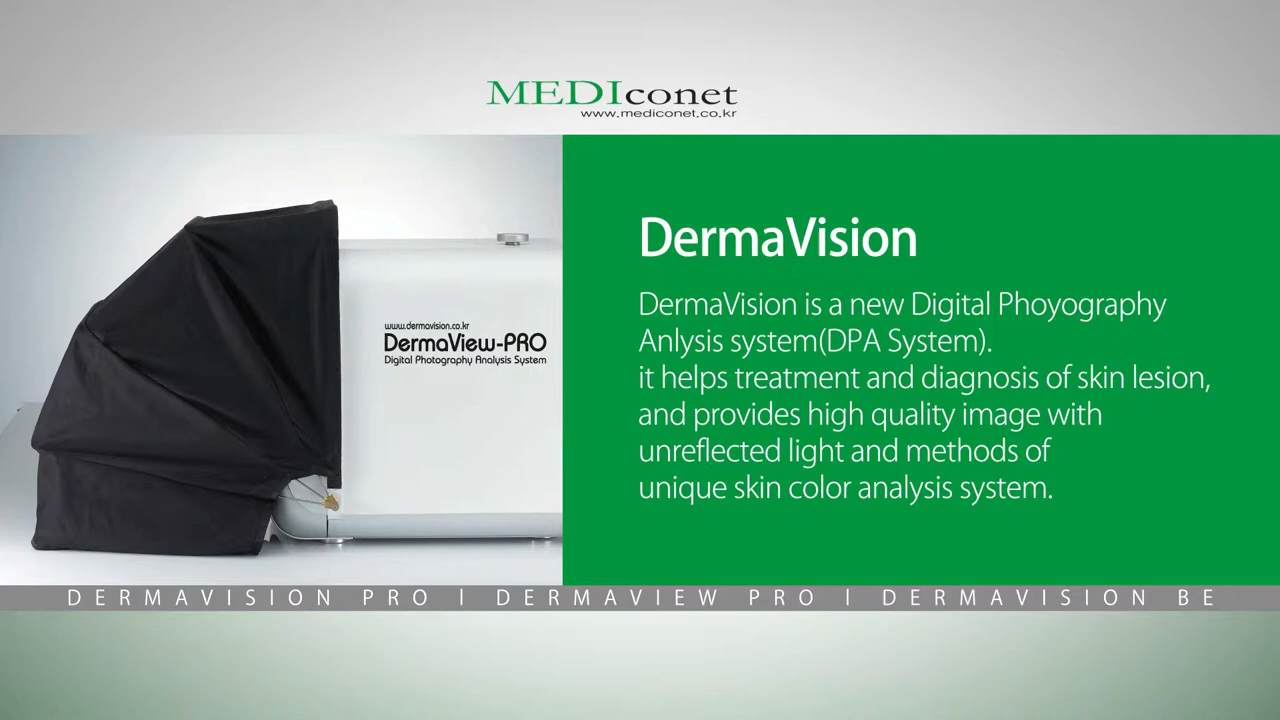 MEDIconet
www.mediconet.co.kr
www.dermavision.co.kr
DermaView-PRO
Digital Photography Analysis System
DermaVision
DermaVision is a new Digital Phoyography
Anlysis system(DPA System).
it helps treatment and diagnosis of skin lesion,
and provides high quality image with
unreflected light and methods of
unique skin color analysis system.
DERMAVISION PRO | DERMAVIEW PRO | DERMAVISION BE